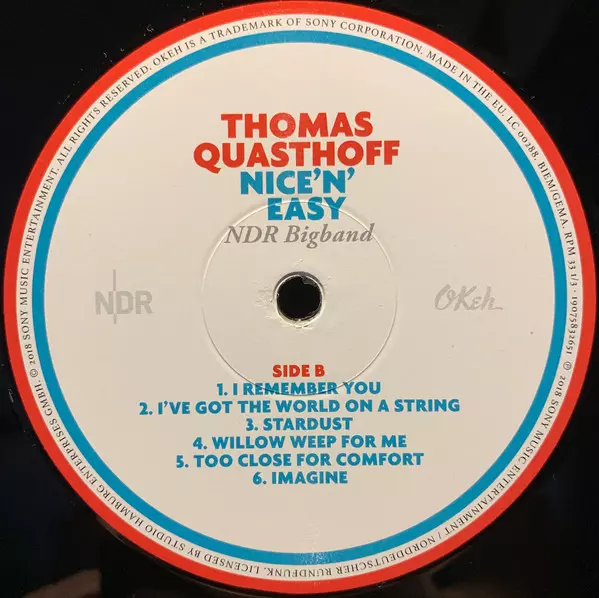 THOMAS
QUASTHOFF
NICE'N'
EASY
NDR Bigband
NDR
OKeh
SIDE B
1. I REMEMBER YOU
2. I'VE GOT THE WORLD ON A STRING
3. STARDUST
4. WILLOW WEEP FOR ME
5. TOO CLOSE FOR COMFORT
6. IMAGINE
℗ 2018 SONY MUSIC ENTERTAINMENT / NORDDEUTSCHER RUNDFUNK. LICENSED BY STUDIO HAMBURG ENTERPRISES GMBH. © 2018 SONY MUSIC ENTERTAINMENT. ALL RIGHTS RESERVED. OKEH IS A TRADEMARK OF SONY CORPORATION. MADE IN THE EU. LC 00288. BIEM/GEMA. RPM 33 1/3 · 19075832651